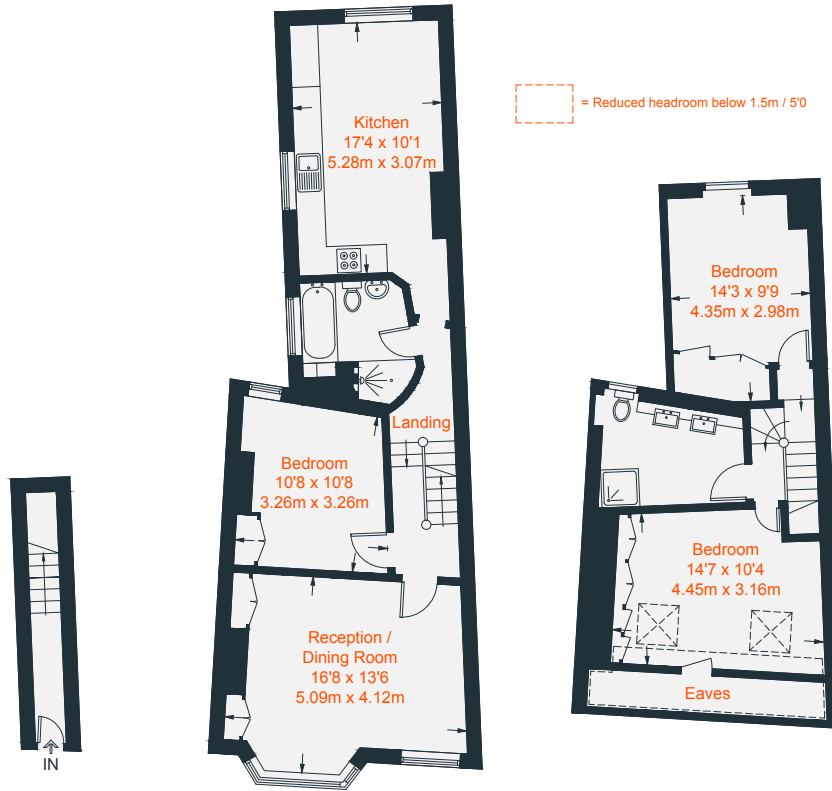 Kitchen
17'4 x 10'1
5.28m x 3.07m
= Reduced headroom below 1.5m / 5'0
Bedroom
14'3 x 9'9
4.35m x 2.98m
Landing
Bedroom
10'8 x 10'8
3.26m x 3.26m
Bedroom
14'7 x 10'4
4.45m x 3.16m
Reception /
Dining Room
16'8 x 13'6
5.09m x 4.12m
Eaves
IN